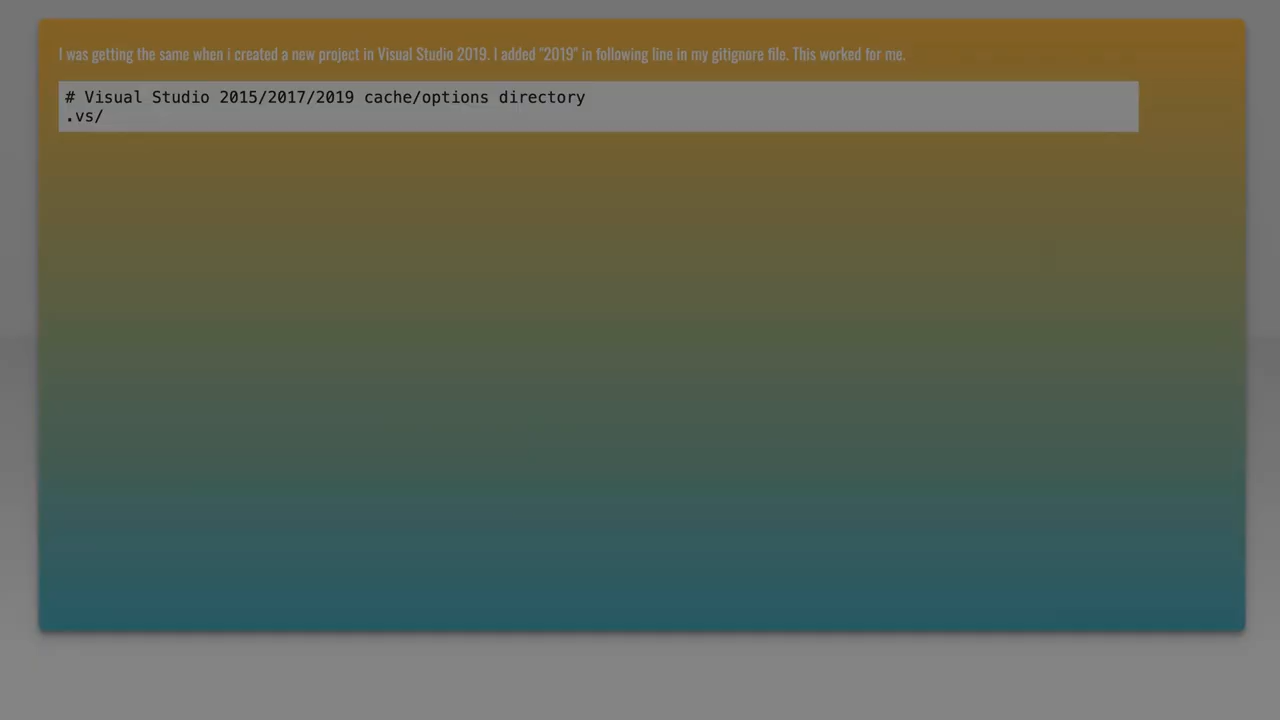 I was getting the same when i created a new project in Visual Studio 2019. I added "2019" in following line in my gitignore file. This worked for me.
# Visual Studio 2015/2017/2019 cache/options directory
.vs/